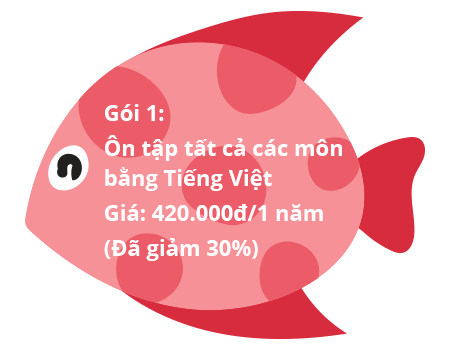 Gói 1:
Ôn tập tất cả các môn
bằng Tiếng Việt
Giá: 420.000đ/1 năm
(Đã giảm 30%)